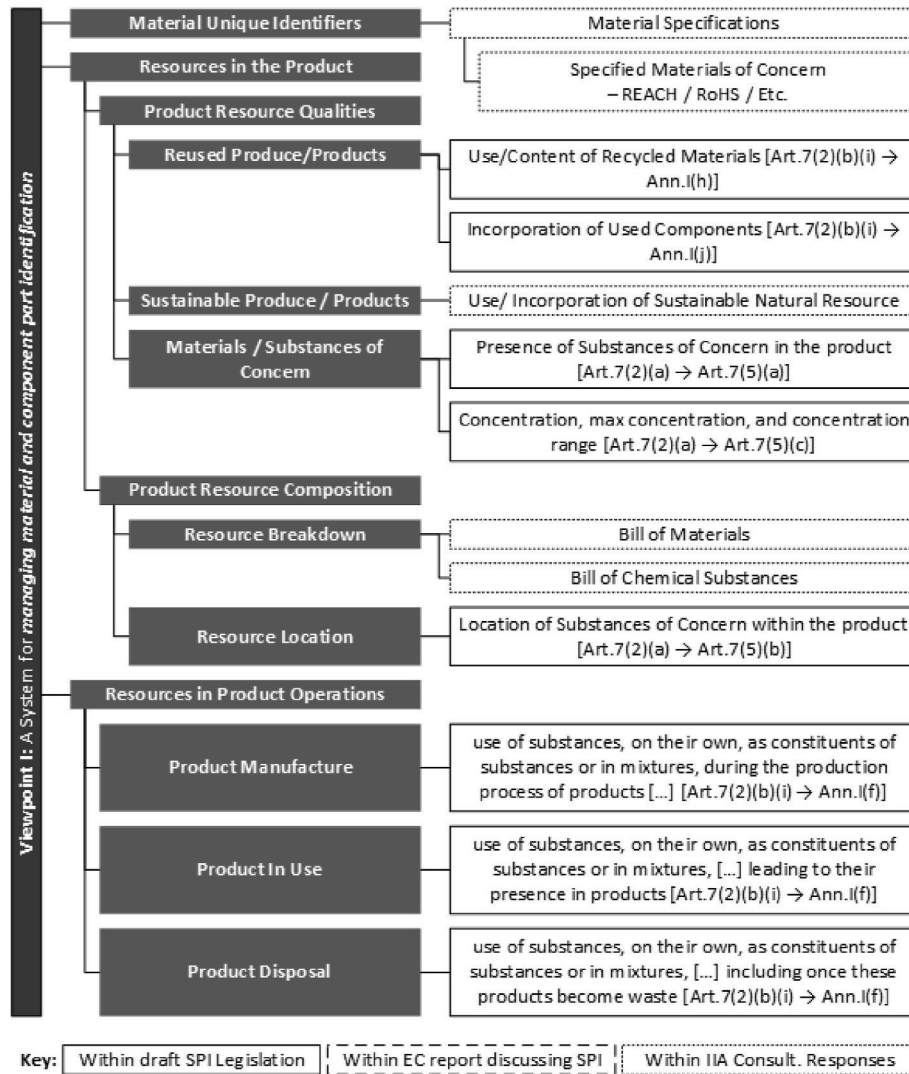 Viewpoint I: A System for managing material and component part identification
Material Unique Identifiers
Material Specifications
Specified Materials of Concern
– REACH / RoHS / Etc.
Resources in the Product
Product Resource Qualities
Reused Produce/Products
Use/Content of Recycled Materials [Art.7(2)(b)(i) →
Ann.I(h)]
Incorporation of Used Components [Art.7(2)(b)(i) →
Ann.I(j)]
Sustainable Produce / Products
Use/ Incorporation of Sustainable Natural Resource
Materials / Substances of
Concern
Presence of Substances of Concern in the product
[Art.7(2)(a) → Art.7(5)(a)]
Concentration, max concentration, and concentration
range [Art.7(2)(a) → Art.7(5)(c)]
Product Resource Composition
Resource Breakdown
Bill of Materials
Bill of Chemical Substances
Resource Location
Location of Substances of Concern within the product
[Art.7(2)(a) → Art.7(5)(b)]
Resources in Product Operations
Product Manufacture
use of substances, on their own, as constituents of
substances or in mixtures, during the production
process of products [...] [Art.7(2)(b)(i) → Ann.I(f)]
Product In Use
use of substances, on their own, as constituents of
substances or in mixtures, [...] leading to their
presence in products [Art.7(2)(b)(i) → Ann.I(f)]
Product Disposal
use of substances, on their own, as constituents of
substances or in mixtures, [...] including once these
products become waste [Art.7(2)(b)(i) → Ann.I(f)]
Key: Within draft SPI Legislation Within EC report discussing SPI Within IIA Consult. Responses